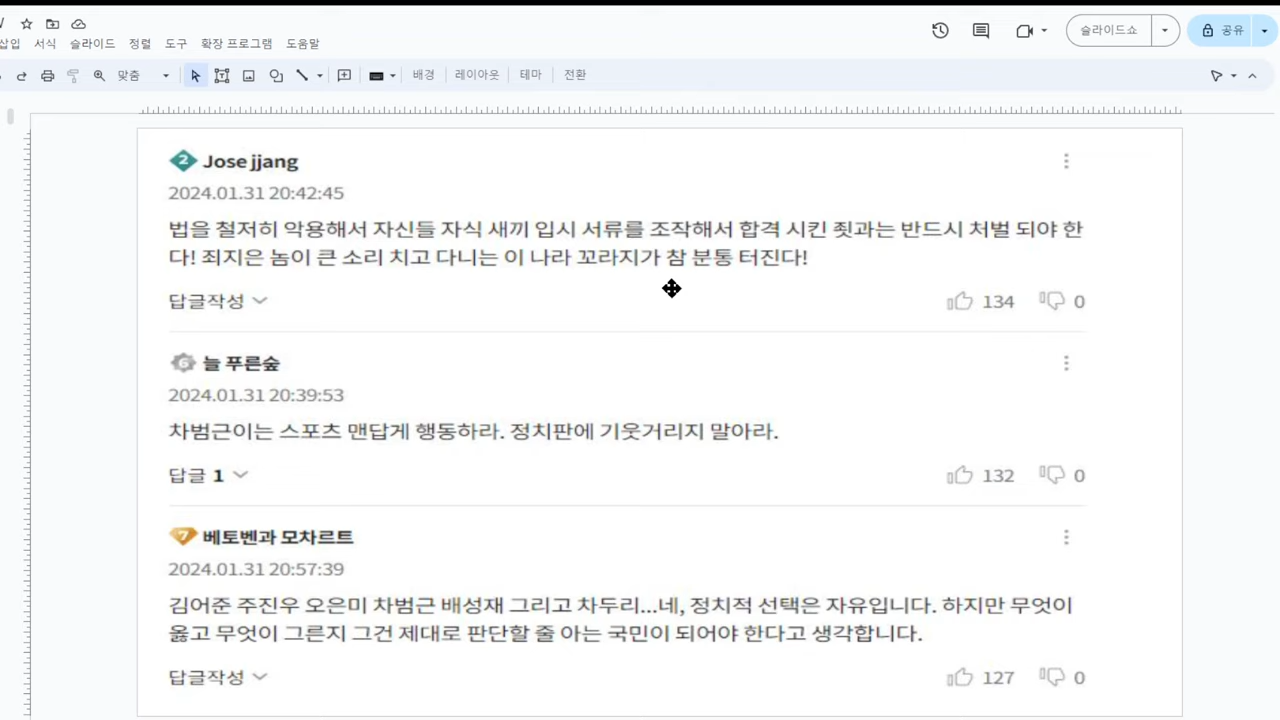 삽입 서식 슬라이드 정렬 도구 확장 프로그램 도움말
슬라이드쇼
공유
맞춤
배경 레이아웃 테마 전환
2 Jose jjang
2024.01.31 20:42:45
법을 철저히 악용해서 자신들 자식 새끼 입시 서류를 조작해서 합격 시킨 죗과는 반드시 처벌 되야 한
다! 죄지은 놈이 큰 소리 치고 다니는 이 나라 꼬라지가 참 분통 터진다!
답글작성 134 0
6 늘 푸른숲
2024.01.31 20:39:53
차범근이는 스포츠 맨답게 행동하라. 정치판에 기웃거리지 말아라.
답글 1 132 0
7 베토벤과 모차르트
2024.01.31 20:57:39
김어준 주진우 오은미 차범근 배성재 그리고 차두리...네, 정치적 선택은 자유입니다. 하지만 무엇이
옳고 무엇이 그른지 그건 제대로 판단할 줄 아는 국민이 되어야 한다고 생각합니다.
답글작성 127 0